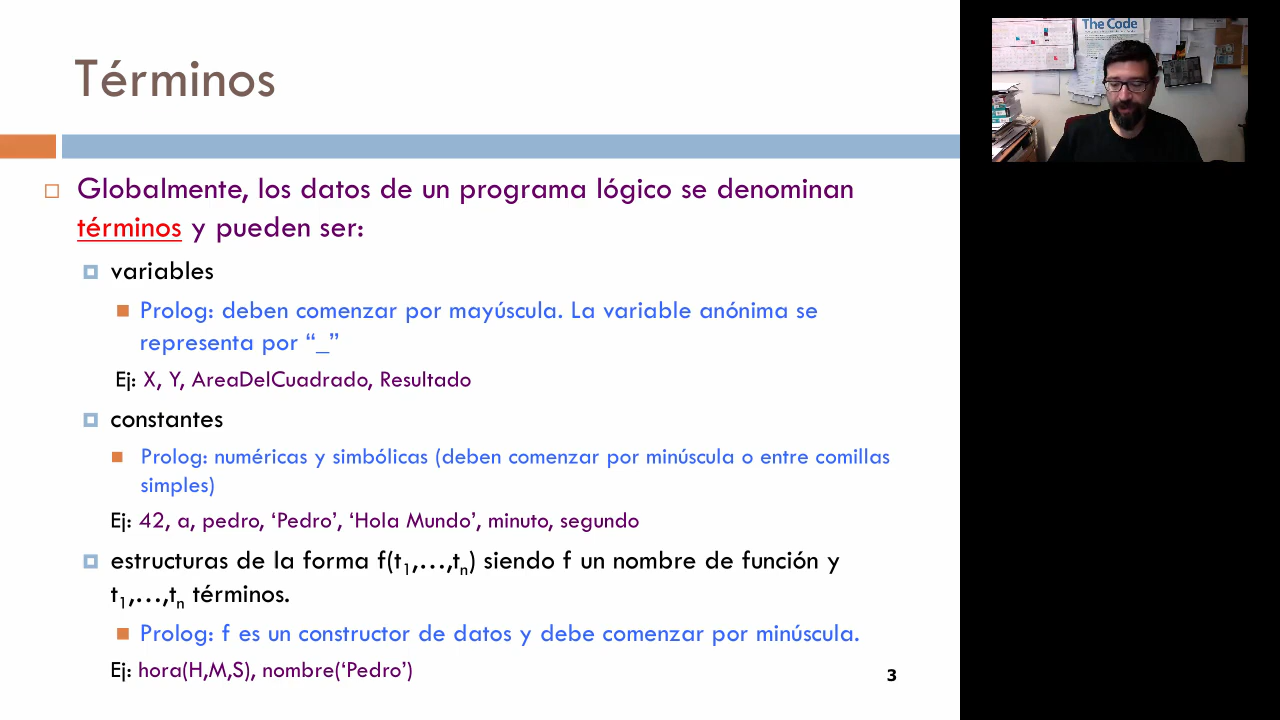 Términos
The Code
Globalmente, los datos de un programa lógico se denominan
términos y pueden ser:
variables
Prolog: deben comenzar por mayúscula. La variable anónima se
representa por “_”
Ej: X, Y, AreaDelCuadrado, Resultado
constantes
Prolog: numéricas y simbólicas (deben comenzar por minúscula o entre comillas
simples)
Ej: 42, a, pedro, ‘Pedro’, ‘Hola Mundo’, minuto, segundo
estructuras de la forma f(t1,…,tn) siendo f un nombre de función y
t1,…,tn términos.
Prolog: f es un constructor de datos y debe comenzar por minúscula.
Ej: hora(H,M,S), nombre(‘Pedro’)
3